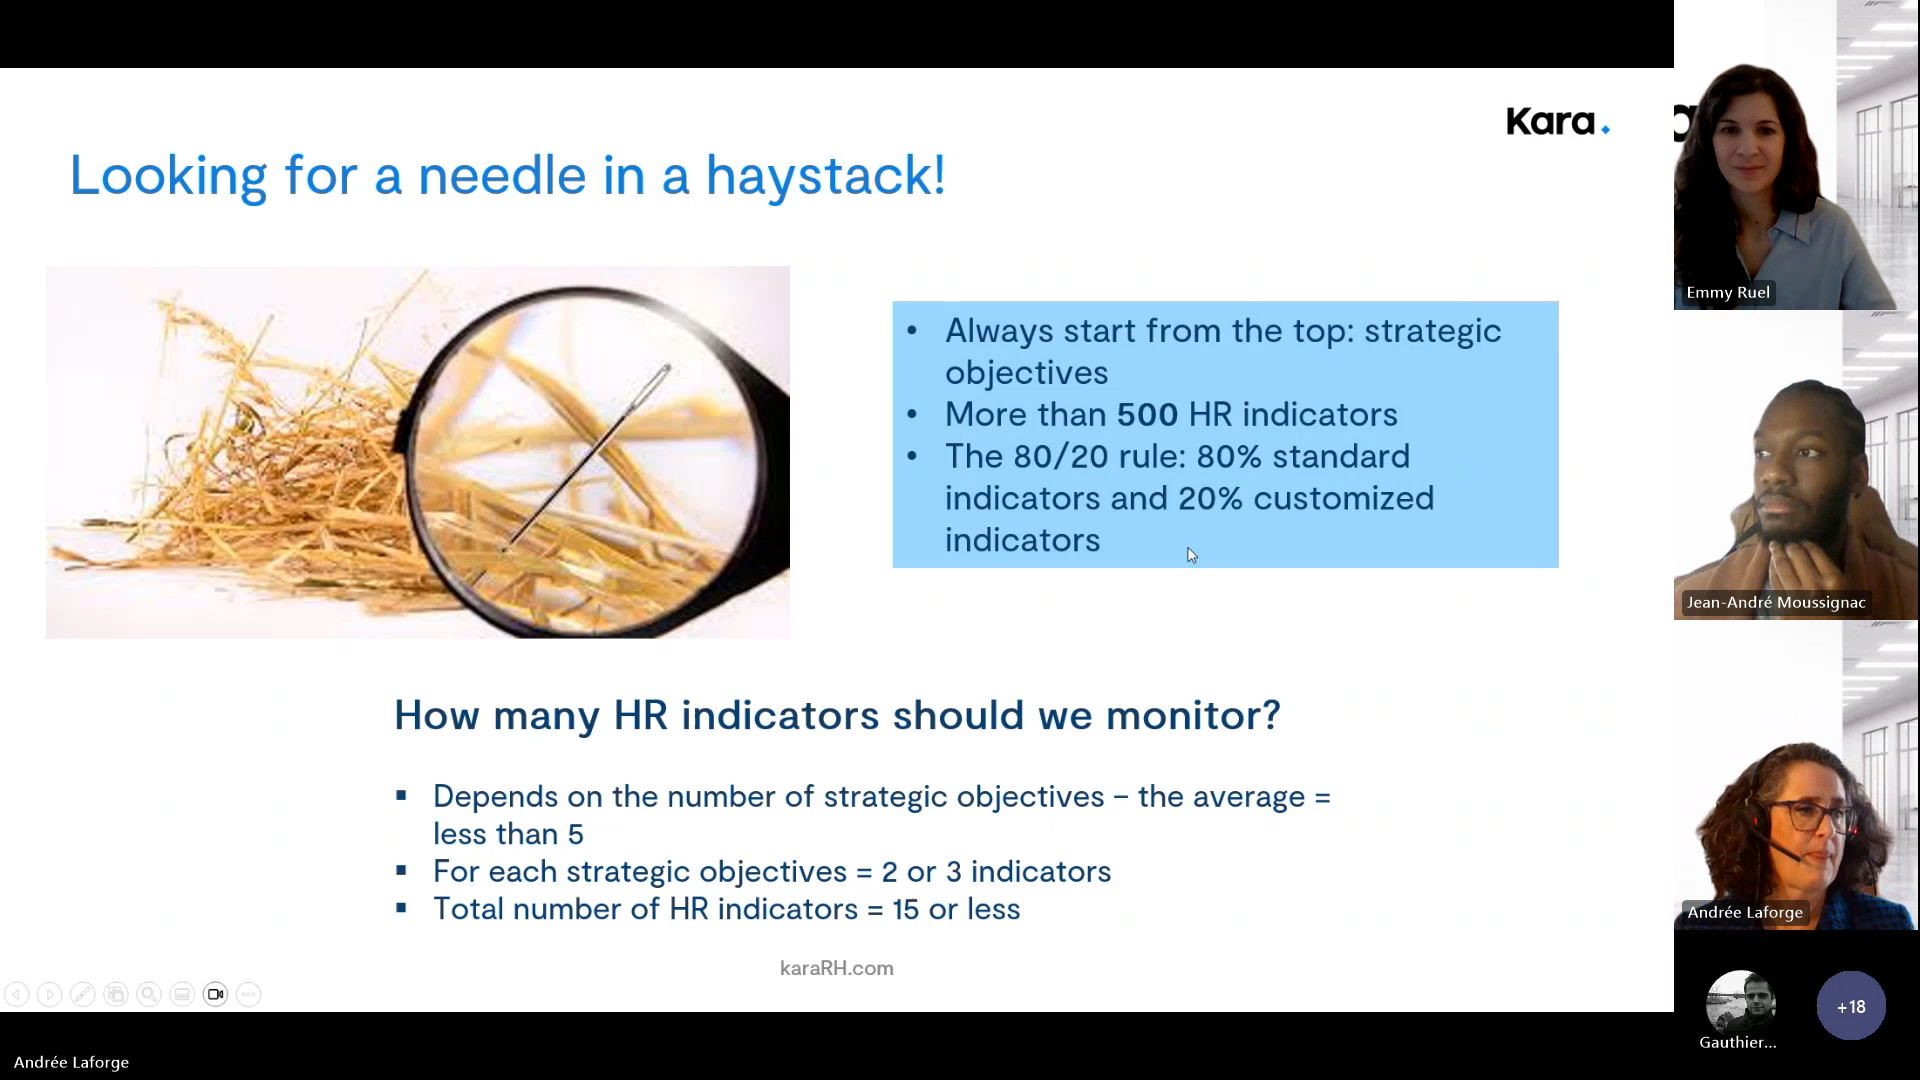 Kara.
Looking for a needle in a haystack!
• Always start from the top: strategic
objectives
• More than 500 HR indicators
• The 80/20 rule: 80% standard
indicators and 20% customized
indicators
How many HR indicators should we monitor?
▪ Depends on the number of strategic objectives – the average =
less than 5
▪ For each strategic objectives = 2 or 3 indicators
▪ Total number of HR indicators = 15 or less
karaRH.com
Andrée Laforge
a
Emmy Ruel
Jean-André Moussignac
Andrée Laforge
Gauthier...
+18